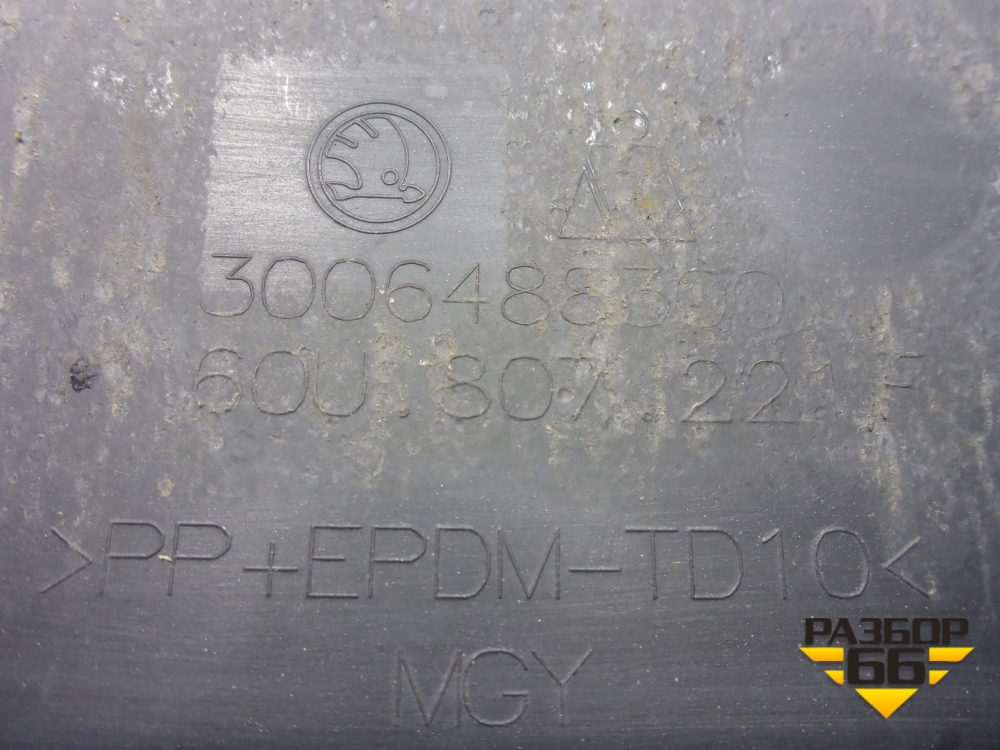 3006488300
60U.807.221 F
>PP+EPDM-TD10<
MGY
РАЗБОР
66